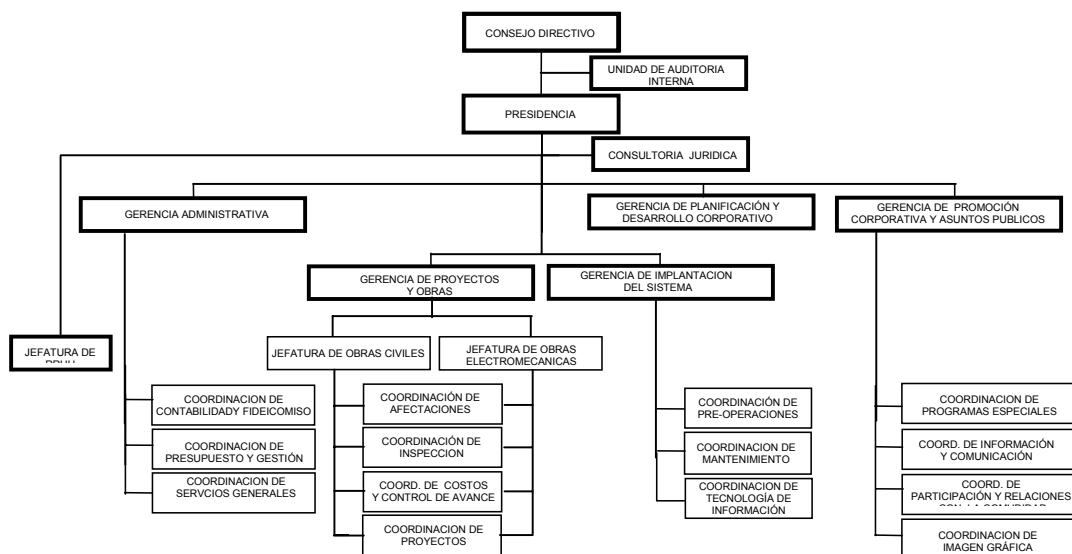 CONSEJO DIRECTIVO
UNIDAD DE AUDITORIA
INTERNA
PRESIDENCIA
CONSULTORIA JURIDICA
GERENCIA ADMINISTRATIVA
GERENCIA DE PLANIFICACIÓN Y
DESARROLLO CORPORATIVO
GERENCIA DE PROMOCIÓN
CORPORATIVA Y ASUNTOS PUBLICOS
GERENCIA DE PROYECTOS
Y OBRAS
GERENCIA DE IMPLANTACION
DEL SISTEMA
JEFATURA DE
JEFATURA DE OBRAS CIVILES
JEFATURA DE OBRAS
ELECTROMECANICAS
COORDINACION DE
CONTABILIDADY FIDEICOMISO
COORDINACION DE
PRESUPUESTO Y GESTIÓN
COORDINACION DE
SERVCIOS GENERALES
COORDINACIÓN DE
AFECTACIONES
COORDINACIÓN DE
INSPECCION
COORD. DE COSTOS
Y CONTROL DE AVANCE
COORDINACION DE
PROYECTOS
COORDINACIÓN DE
PRE-OPERACIONES
COORDINACION DE
MANTENIMIENTO
COORDINACION DE
TECNOLOGÍA DE
INFORMACIÓN
COORDINACION DE
PROGRAMAS ESPECIALES
COORD. DE INFORMACIÓN
Y COMUNICACIÓN
COORD. DE
PARTICIPACIÓN Y RELACIONES
CON LA COMUNIDAD
COORDINACION DE
IMAGEN GRÁFICA